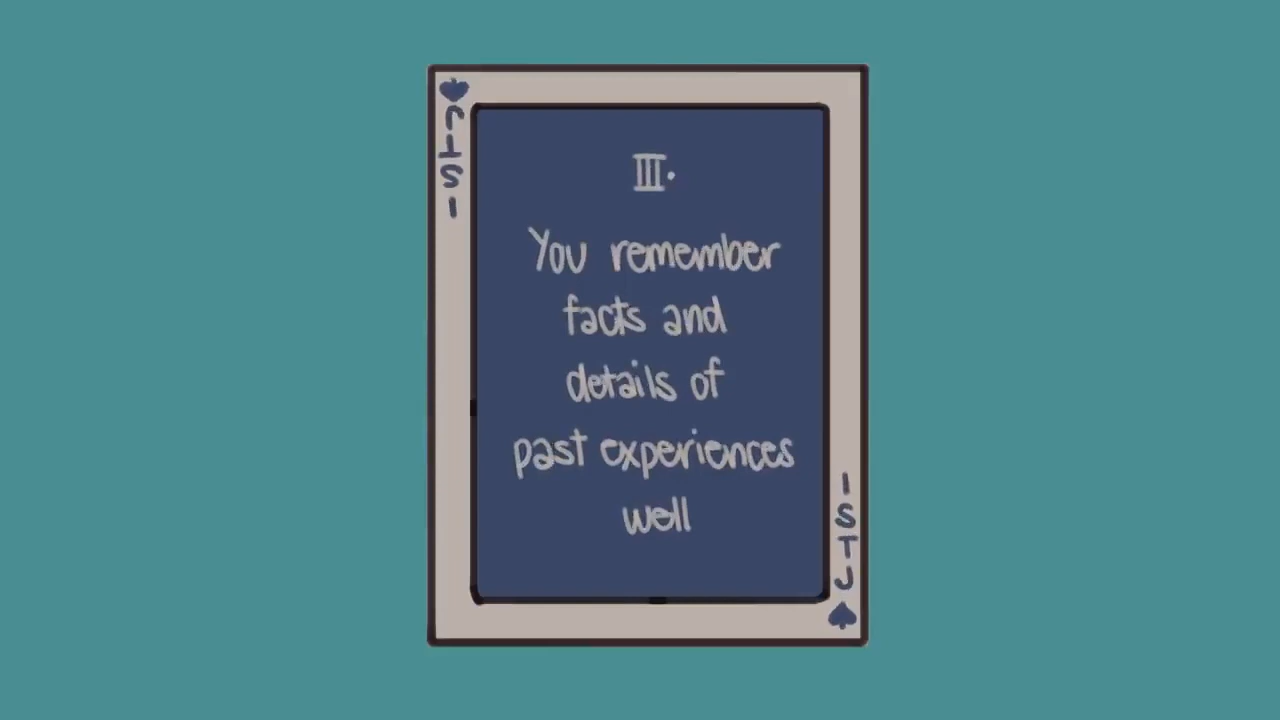 ISTJ
III.
You remember
facts and
details of
past experiences
well
ISTJ